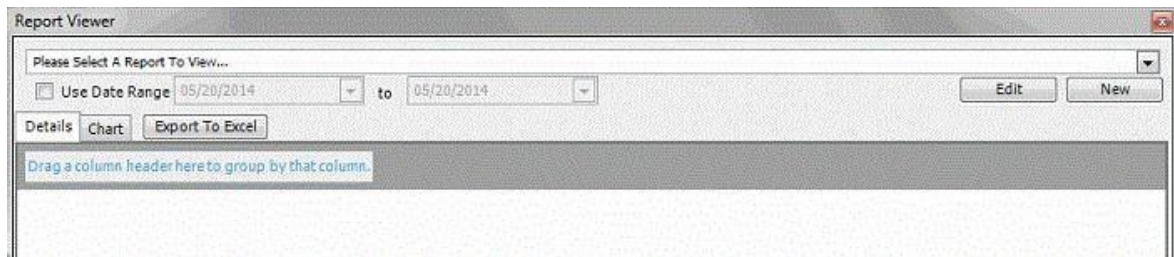 Report Viewer
Please Select A Report To View...
Use Date Range 05/20/2014 to 05/20/2014 Edit New
Details Chart Export To Excel
Drag a column header here to group by that column.